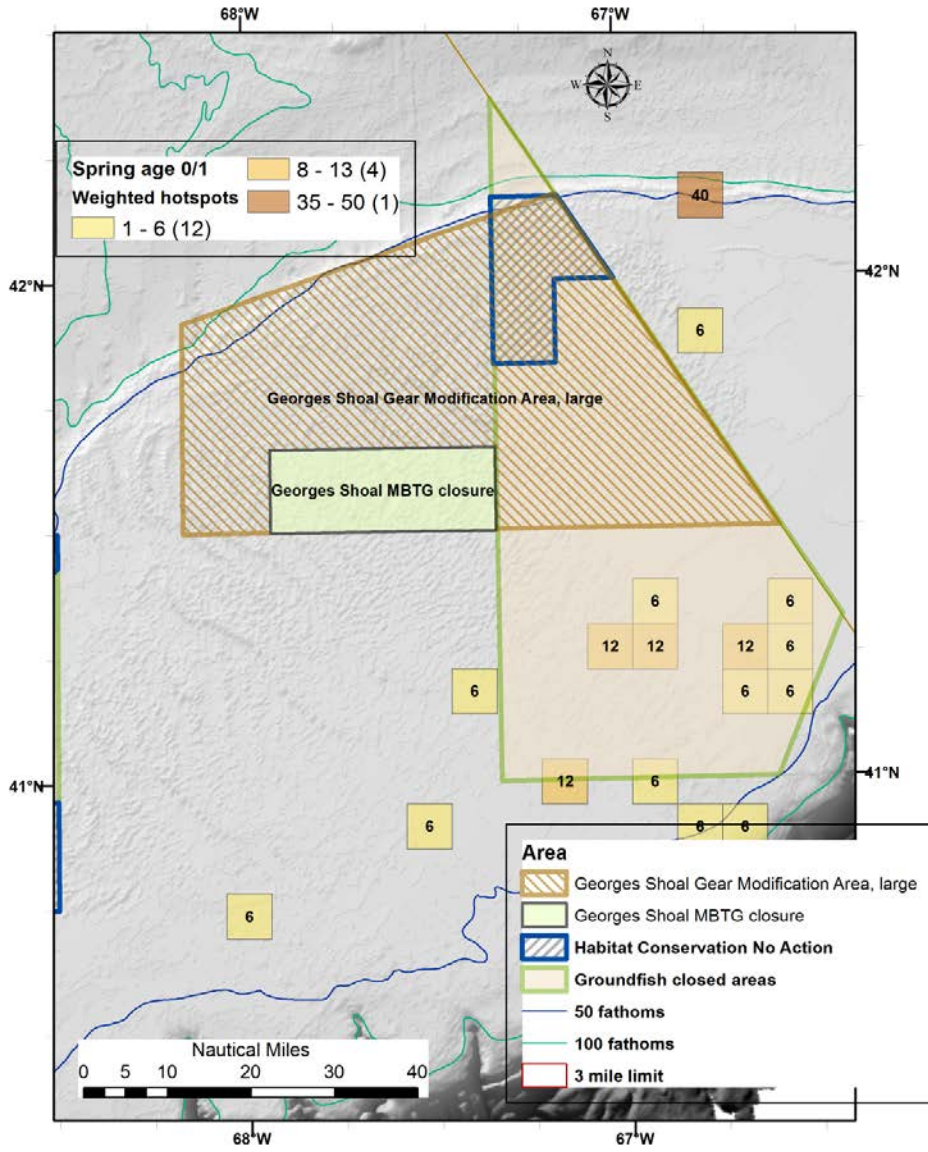 68°W 67°W
N
W E
S
Spring age 0/1
Weighted hotspots
1 - 6 (12)
8 - 13 (4)
35 - 50 (1)
40
42°N 42°N
6
Georges Shoal Gear Modification Area, large
Georges Shoal MBTG closure
6 6
12 12 12 6
6 6 6
41°N 12 6 41°N
6 6 6
6
Area
Georges Shoal Gear Modification Area, large
Georges Shoal MBTG closure
Habitat Conservation No Action
Groundfish closed areas
50 fathoms
100 fathoms
3 mile limit
Nautical Miles
0 5 10 20 30 40
68°W 67°W